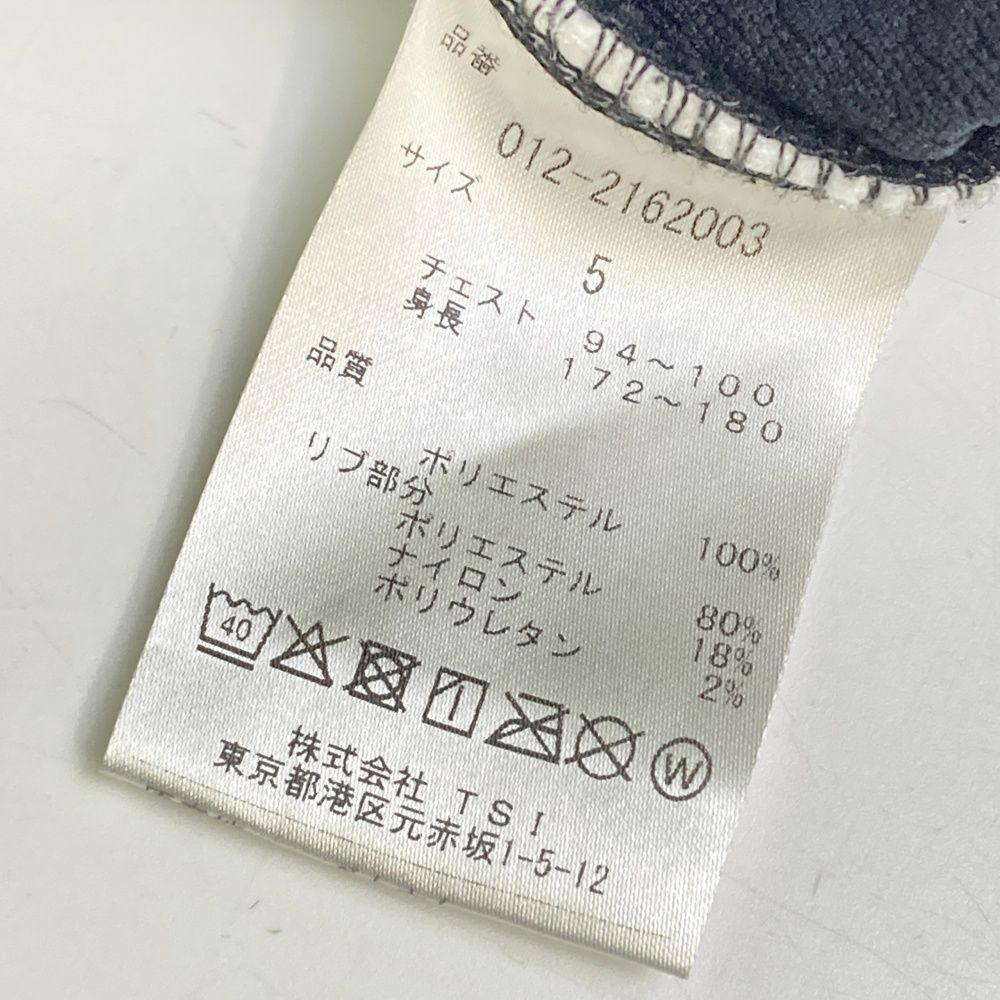 品番
012-2162003
サイズ
5
チェスト 94~100
身長 172~180
品質
ポリエステル 100%
リブ部分
ポリエステル 80%
ナイロン 18%
ポリウレタン 2%
40
W
株式会社 TSI
東京都港区元赤坂1-5-12